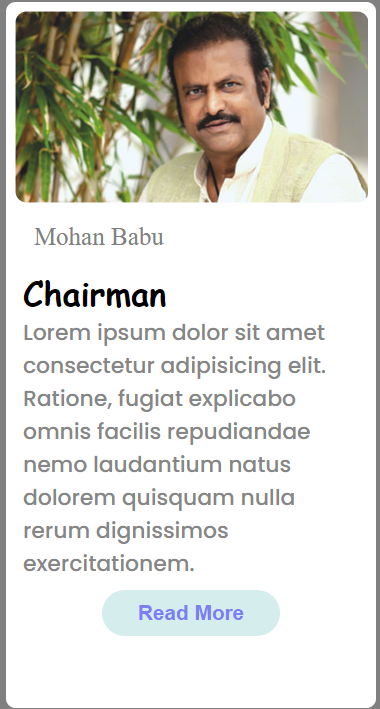 Mohan Babu
Chairman
Lorem ipsum dolor sit amet
consectetur adipisicing elit.
Ratione, fugiat explicabo
omnis facilis repudiandae
nemo laudantium natus
dolorem quisquam nulla
rerum dignissimos
exercitationem.
Read More